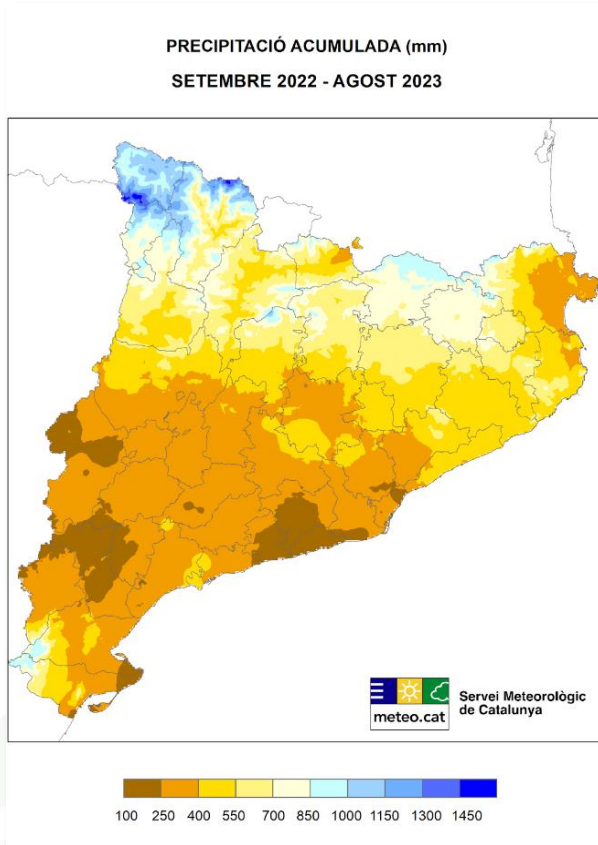 PRECIPITACIÓ ACUMULADA (mm)
SETEMBRE 2022 - AGOST 2023
Servei Meteorològic
de Catalunya
meteo.cat
100 250 400 550 700 850 1000 1150 1300 1450